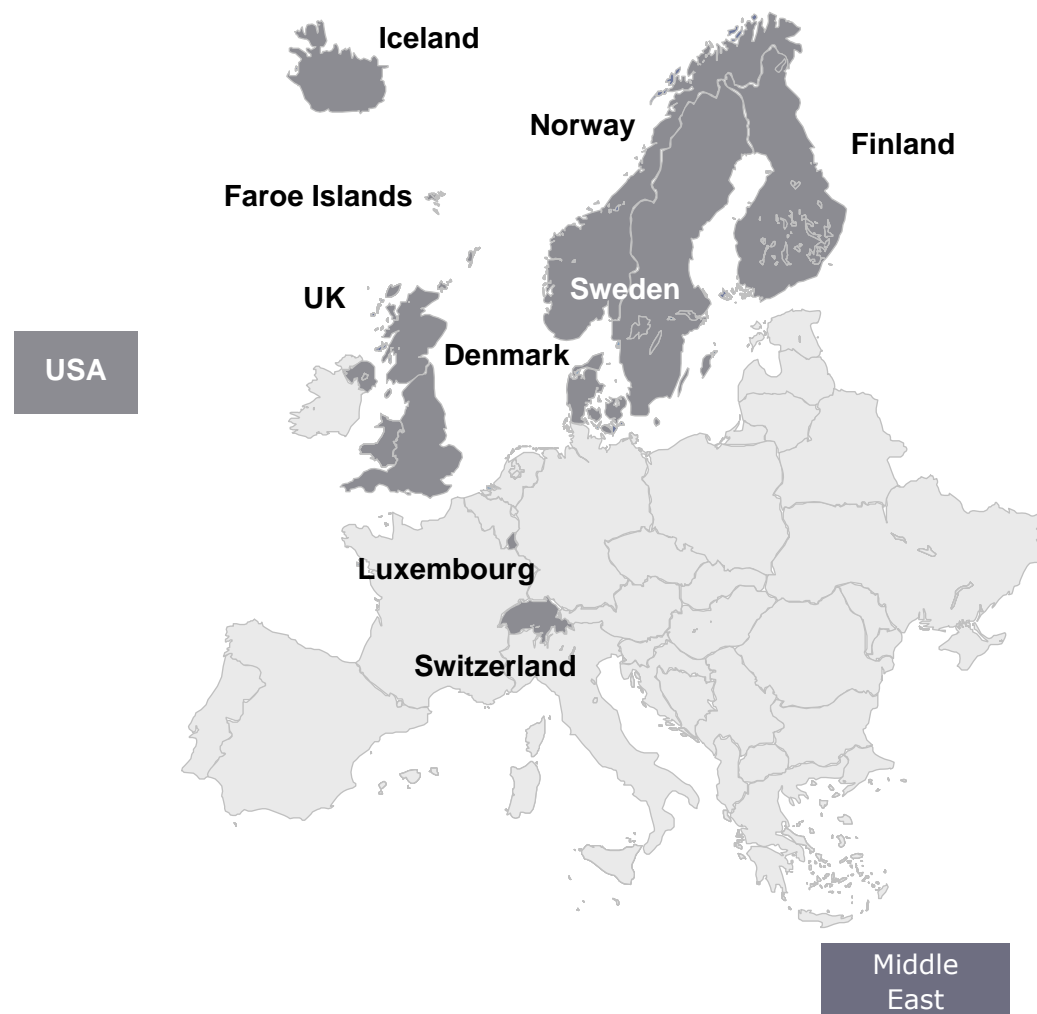 Iceland
Norway
Finland
Faroe Islands
Sweden
UK
Denmark
USA
Luxembourg
Switzerland
Middle
East